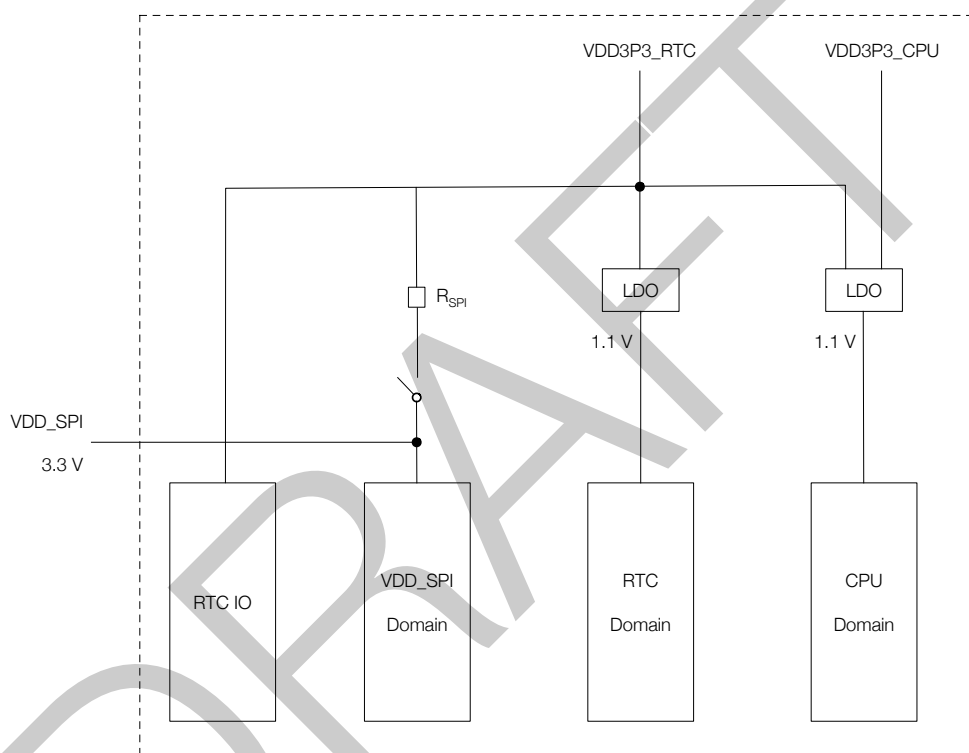 VDD3P3_RTC
VDD3P3_CPU
LDO
LDO
RSPI
1.1 V
1.1 V
VDD_SPI
3.3 V
RTC IO
VDD_SPI
Domain
RTC
Domain
CPU
Domain
DRAFT